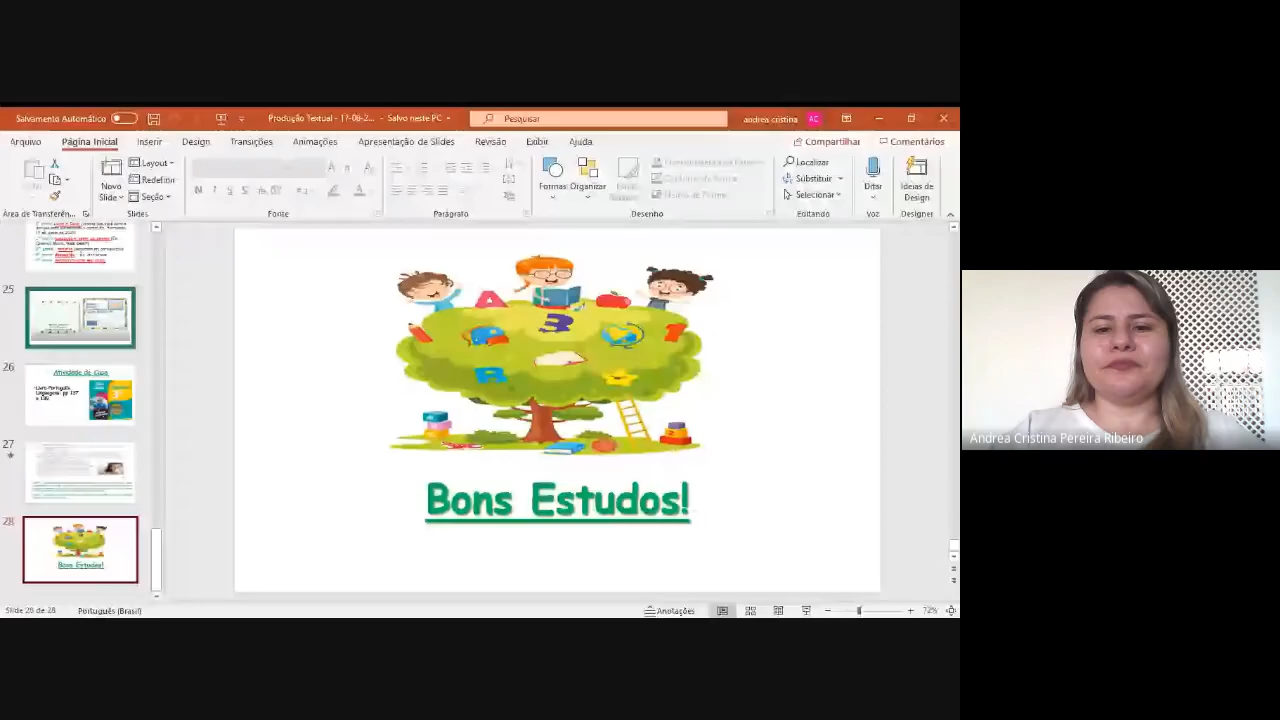 Salvamento Automático
Produção Textual - 17-06-2... - Salvo neste PC
Pesquisar
andrea cristina
AC
Arquivo
Página Inicial
Inserir
Design
Transições
Animações
Apresentação de Slides
Revisão
Exibir
Ajuda
Compartilhar
Comentários
Novo
Slide
Layout
Redefinir
Seção
Formas
Organizar
Localizar
Substituir
Selecionar
Ditar
Ideias de
Design
Área de Transferên...
Slides
Fonte
Parágrafo
Desenho
Editando
Voz
Designer
25
26
Atividade de Casa
27
28
Bons Estudos!
A
3
1
R
Bons Estudos!
Andrea Cristina Pereira Ribeiro
Slide 28 de 28
Português (Brasil)
Anotações
72%